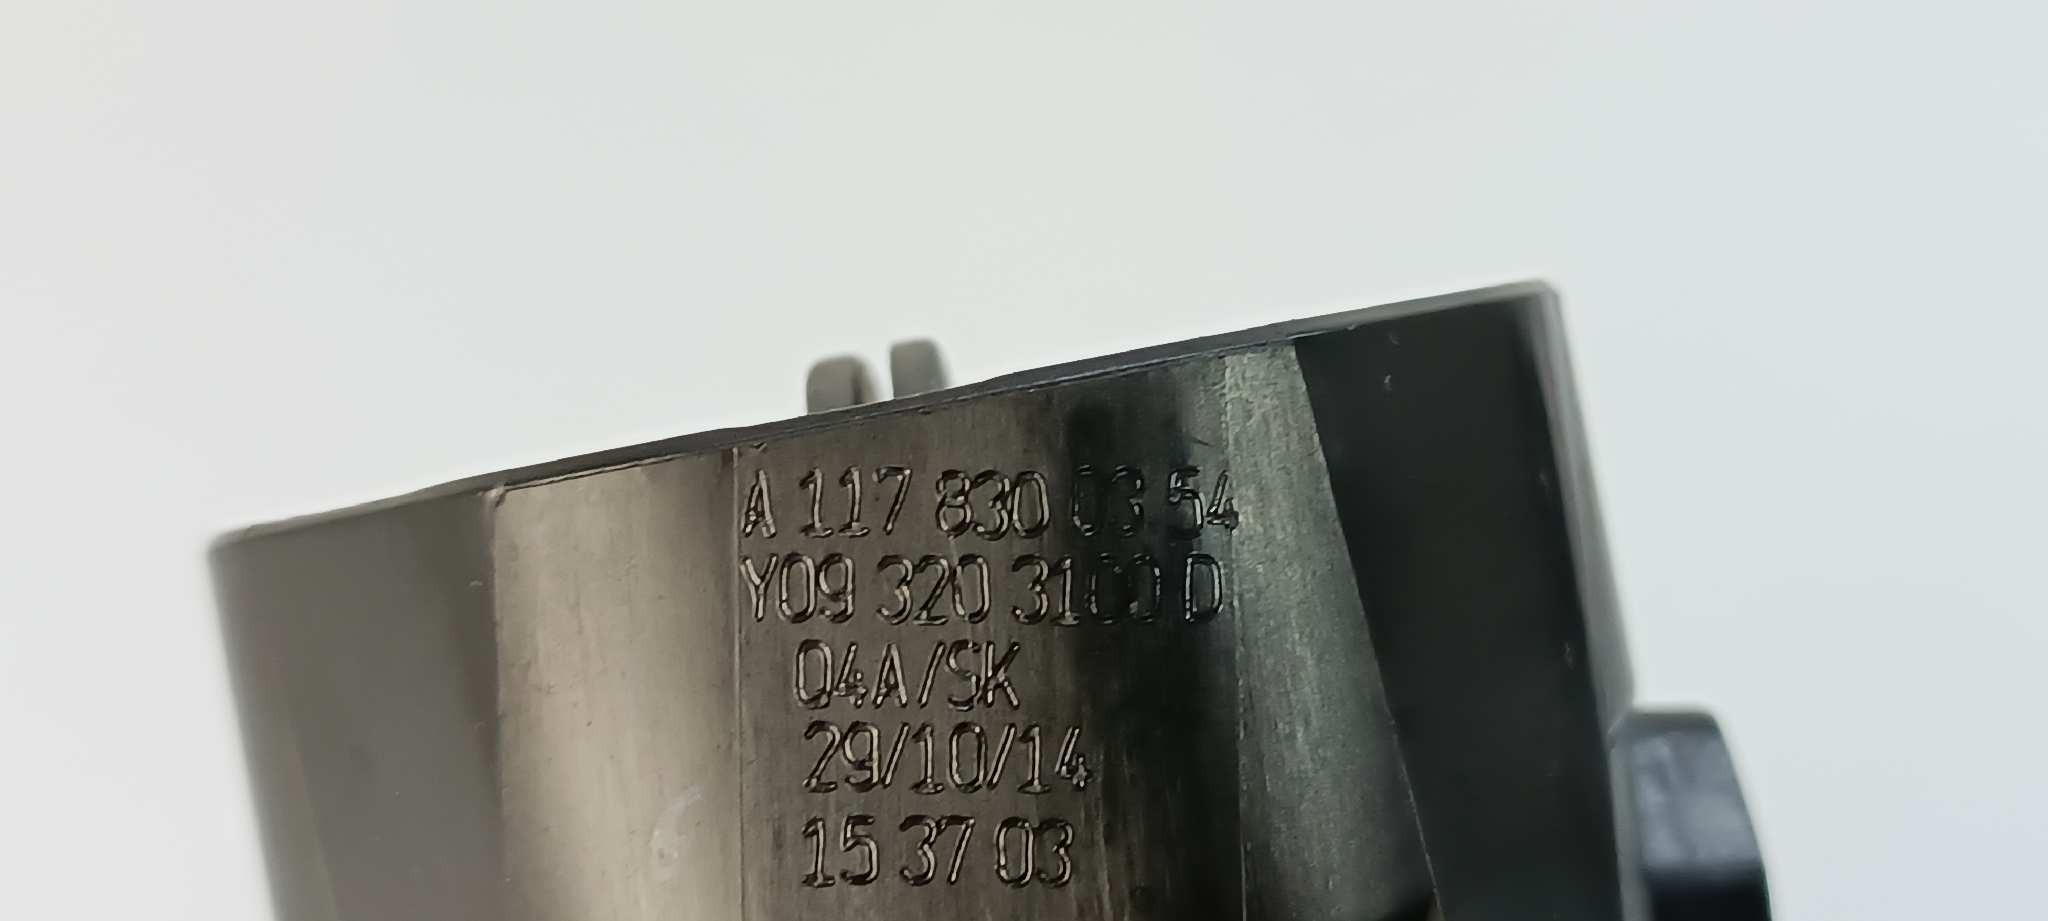 A 117 830 03 54
Y09 320 3100 D
04A/SK
29/10/14
15 37 03